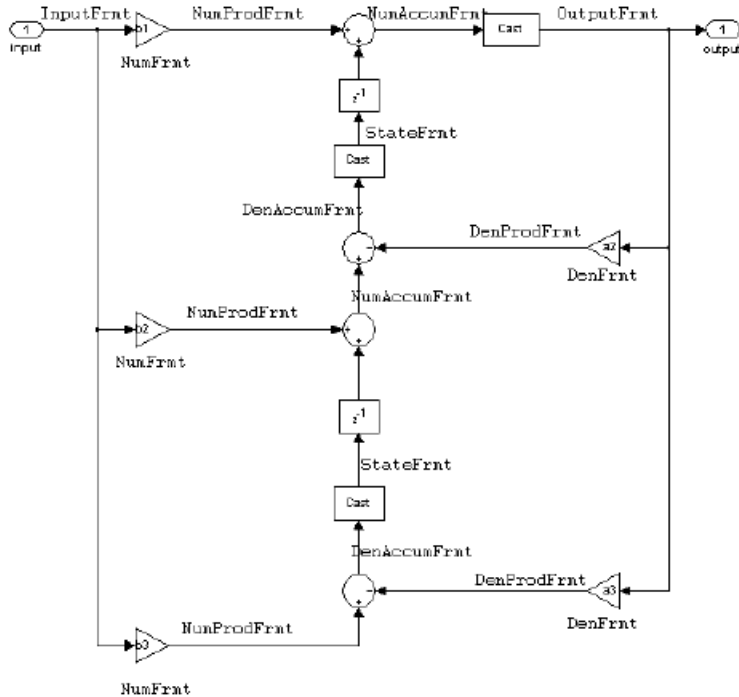 InputFrmt NumProdFrmt NumAccumFrmt OutputFrmt
1 b1 + + Cast 1
input NumFrmt output
z-1
StateFrmt
Cast
DenAccumFrmt
DenProdFrmt
- a2
+ DenFrmt
NumAccumFrmt
NumProdFrmt
b2 + +
NumFrmt
z-1
StateFrmt
Cast
DenAccumFrmt
DenProdFrmt
- a3
+ DenFrmt
NumProdFrmt
b3
NumFrmt